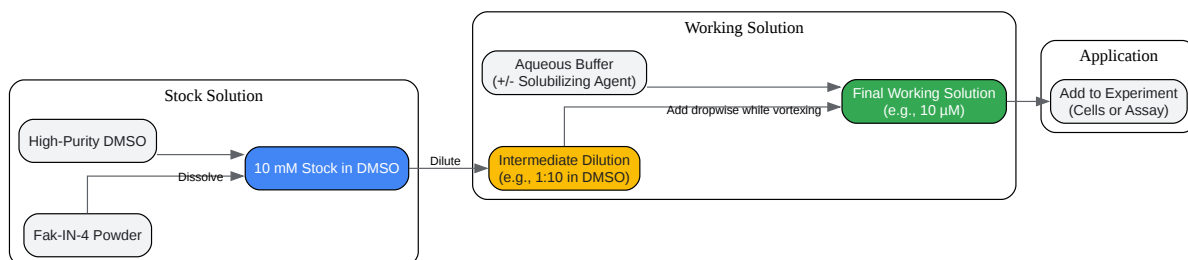 Stock Solution
High-Purity DMSO
Dissolve
Fak-IN-4 Powder
10 mM Stock in DMSO
Dilute
Working Solution
Aqueous Buffer
(+/- Solubilizing Agent)
Add dropwise while vortexing
Intermediate Dilution
(e.g., 1:10 in DMSO)
Final Working Solution
(e.g., 10 µM)
Application
Add to Experiment
(Cells or Assay)